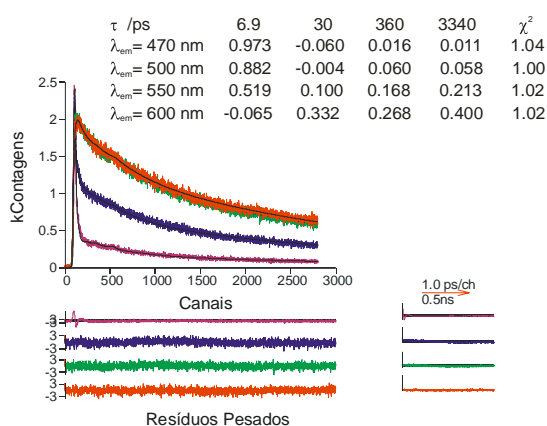 τ /ps 6.9 30 360 3340 χ²
λem= 470 nm 0.973 -0.060 0.016 0.011 1.04
λem= 500 nm 0.882 -0.004 0.060 0.058 1.00
λem= 550 nm 0.519 0.100 0.168 0.213 1.02
λem= 600 nm -0.065 0.332 0.268 0.400 1.02
2.5
2
1.5
1
0.5
0
kContagens
0 500 1000 1500 2000 2500 3000
Canais
1.0 ps/ch
0.5ns
3
-3
3
-3
3
-3
3
-3
Resíduos Pesados